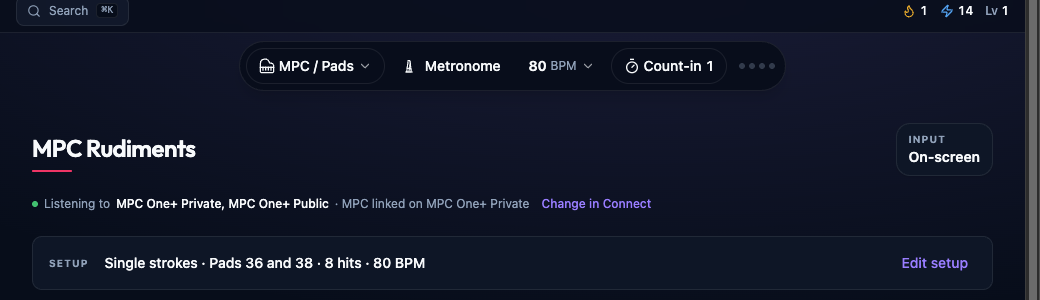 Search ⌘K 1 14 Lv 1
MPC / Pads Metronome 80 BPM Count-in 1
MPC Rudiments
INPUT
On-screen
Listening to MPC One+ Private, MPC One+ Public · MPC linked on MPC One+ Private Change in Connect
SETUP Single strokes · Pads 36 and 38 · 8 hits · 80 BPM Edit setup